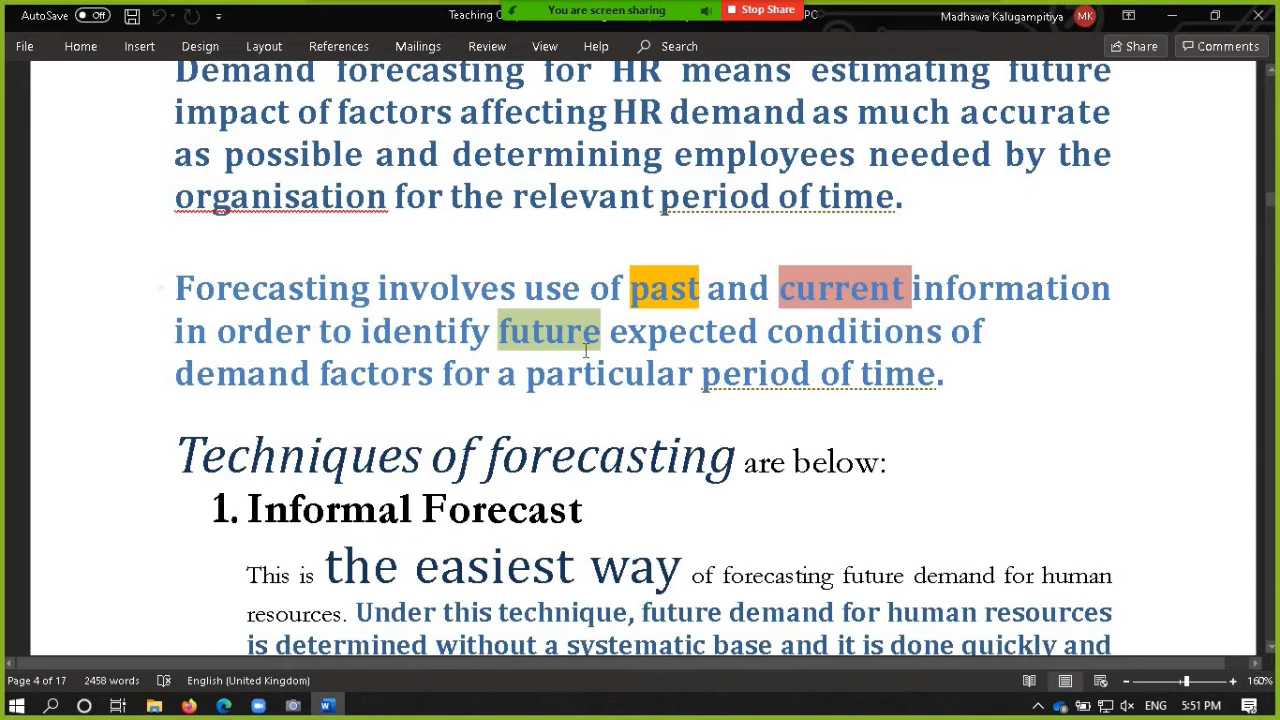 Teaching
You are screen sharing
Stop Share
PC
Madhawa Kalugampitiya
MK
AutoSave
Off
File Home Insert Design Layout References Mailings Review View Help Search Share Comments
Demand forecasting for HR means estimating future
impact of factors affecting HR demand as much accurate
as possible and determining employees needed by the
organisation for the relevant period of time.
Forecasting involves use of past and current information
in order to identify future expected conditions of
demand factors for a particular period of time.
Techniques of forecasting are below:
1. Informal Forecast
This is the easiest way of forecasting future demand for human
resources. Under this technique, future demand for human resources
is determined without a systematic base and it is done quickly and
Page 4 of 17 2458 words English (United Kingdom) 160%
ENG 5:51 PM